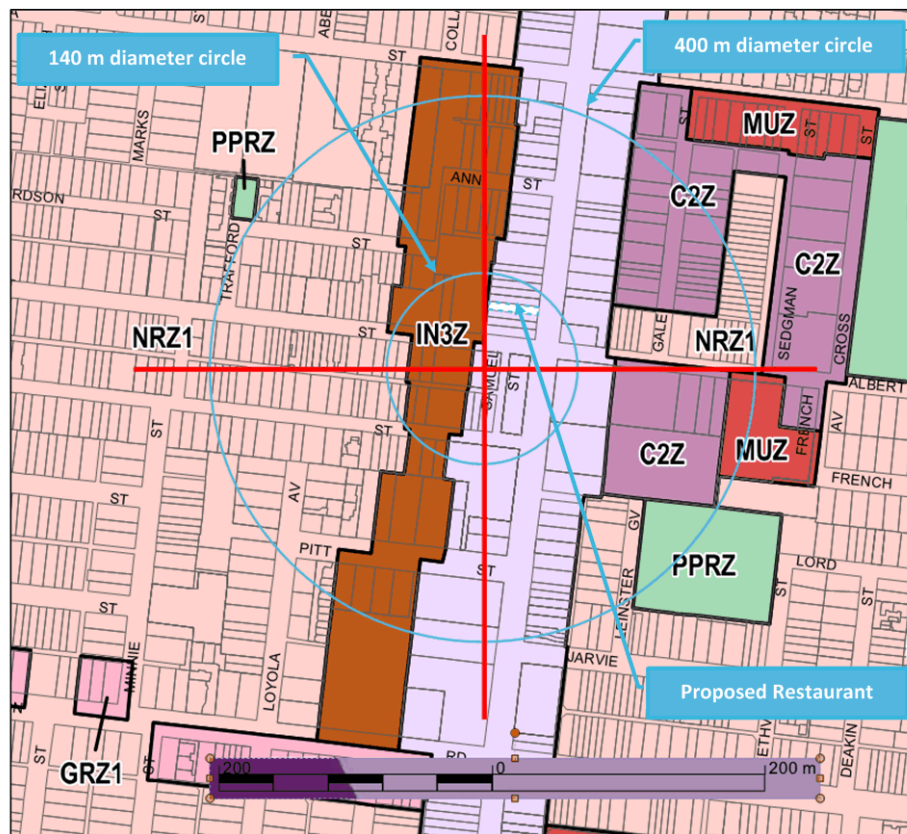 ABE
COLL
ST
140 m diameter circle
400 m diameter circle
MARKS
PPRZ
ST
MUZ
ST
ST
ANN
ST
RDSON
ST
C2Z
ST
TRAFFORD
C2Z
NRZ1
ST
IN3Z
GALE
NRZ1
SEDGMAN
CROSS
SAMUEL
ST
ALBERT
ST
ST
C2Z
MUZ
FRENCH
AV
AV
FRENCH
GV
PITT
ST
PPRZ
LORD
ST
LEINSTER
ST
ST
MINNIE
LOYOLA
JARVIE
Proposed Restaurant
N
GRZ1
ST
ST
RD
ETHV
DEAKIN
200
0
200 m